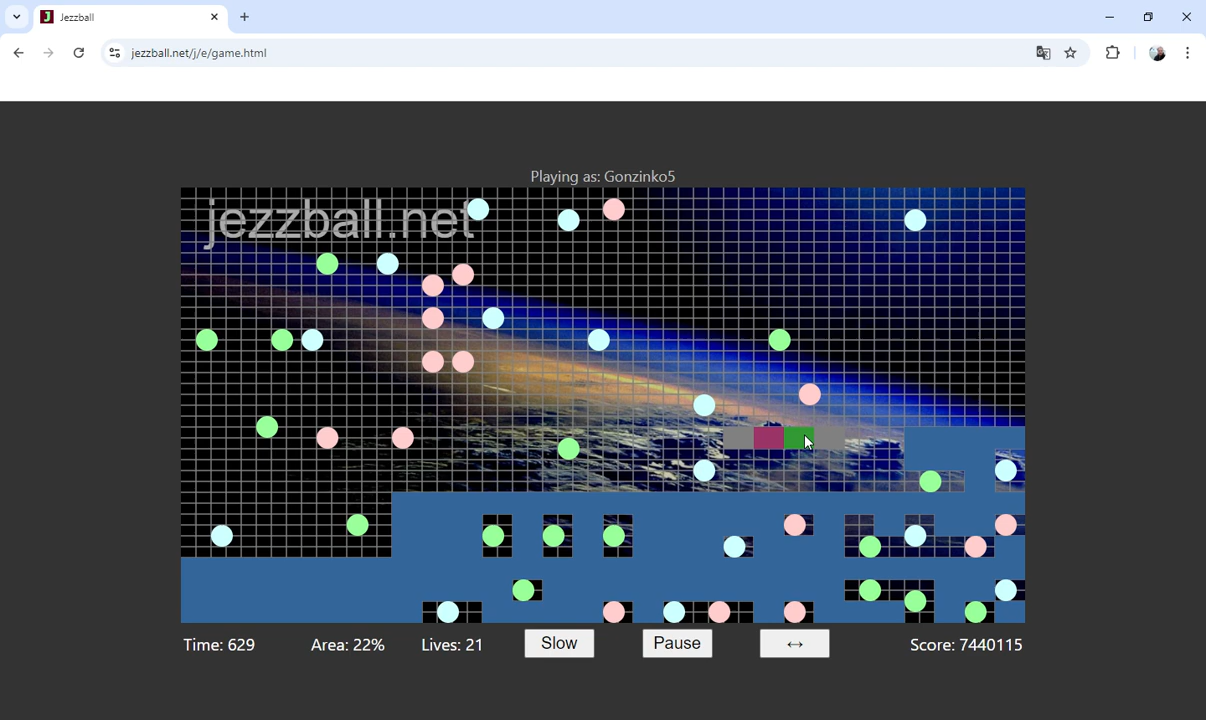 Jezzball
jezzball.net/j/e/game.html
Playing as: Gonzinko5
jezzball.net
Time: 629 Area: 22% Lives: 21 Slow Pause ↔ Score: 7440115